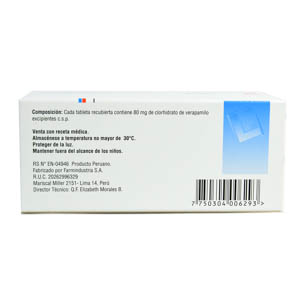 Composición: Cada tableta recubierta contiene 80 mg de clorhidrato de verapamilo
excipientes c.s.p.
Venta con receta médica.
Almacénese a temperatura no mayor de 30°C.
Proteger de la luz.
Mantener fuera del alcance de los niños.
RS N° EN-04946 Producto Peruano.
Fabricado por Farmindustria S.A.
R.U.C. 20262996329
Mariscal Miller 2151- Lima 14, Perú
Director Técnico: Q.F. Elizabeth Morales B.
7 750304 006293 >